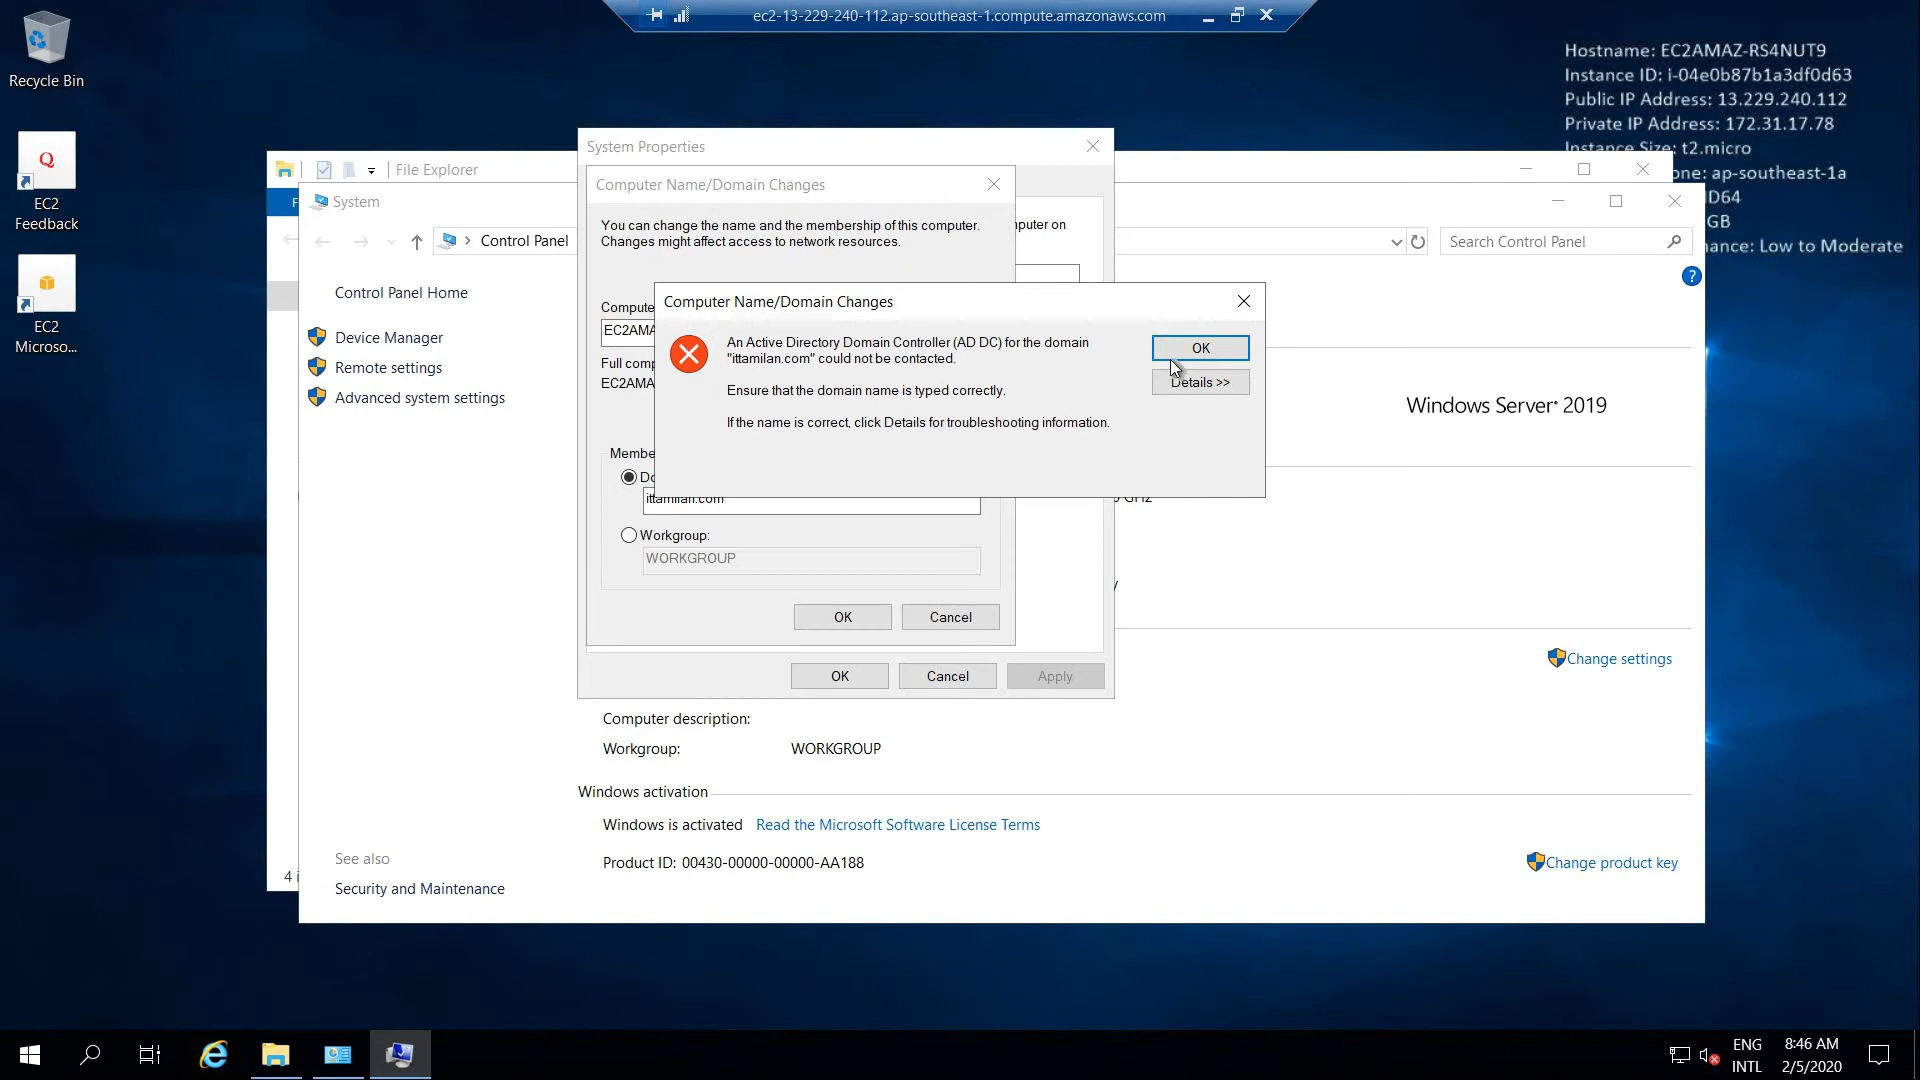 ec2-13-229-240-112.ap-southeast-1.compute.amazonaws.com
Recycle Bin
EC2
Feedback
EC2
Microso...
Hostname: EC2AMAZ-RS4NUT9
Instance ID: i-04e0b87b1a3df0d63
Public IP Address: 13.229.240.112
Private IP Address: 172.31.17.78
Instance Size: t2.micro
one: ap-southeast-1a
D64
GB
ance: Low to Moderate
File Explorer
F
System
Control Panel
Search Control Panel
Control Panel Home
Device Manager
Remote settings
Advanced system settings
See also
Security and Maintenance
4 i
System Properties
puter on
Computer Name/Domain Changes
You can change the name and the membership of this computer.
Changes might affect access to network resources.
Compute
EC2AMA
Full comp
EC2AMA
Membe
Do
ittamilan.com
Workgroup:
WORKGROUP
OK
Cancel
OK
Cancel
Apply
Computer Name/Domain Changes
An Active Directory Domain Controller (AD DC) for the domain
"ittamilan.com" could not be contacted.
Ensure that the domain name is typed correctly.
If the name is correct, click Details for troubleshooting information.
OK
Details >>
Windows Server 2019
GHz
Change settings
Computer description:
Workgroup: WORKGROUP
Windows activation
Windows is activated Read the Microsoft Software License Terms
Product ID: 00430-00000-00000-AA188
Change product key
ENG
INTL
8:46 AM
2/5/2020